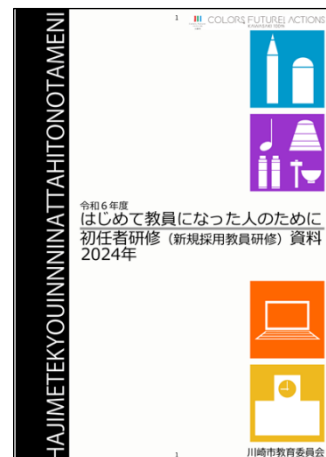 1
COLORS, FUTURE! ACTIONS
HAJIMETEKYOUINNNINATTAHITONOTAMENI
令和6年度
はじめて教員になった人のために
初任者研修（新規採用教員研修）資料
2024年
1
川崎市教育委員会